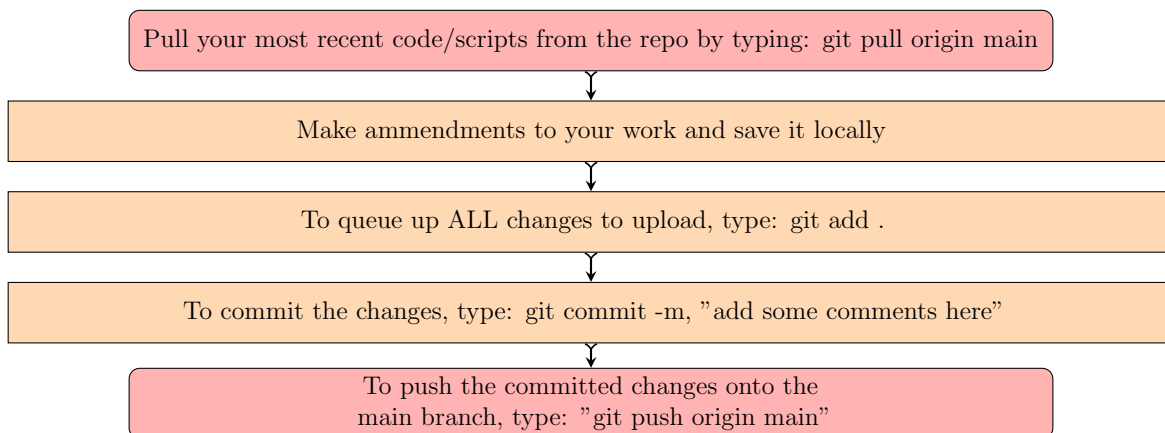 Pull your most recent code/scripts from the repo by typing: git pull origin main
Make ammendments to your work and save it locally
To queue up ALL changes to upload, type: git add .
To commit the changes, type: git commit -m, ”add some comments here”
To push the committed changes onto the
main branch, type: ”git push origin main”